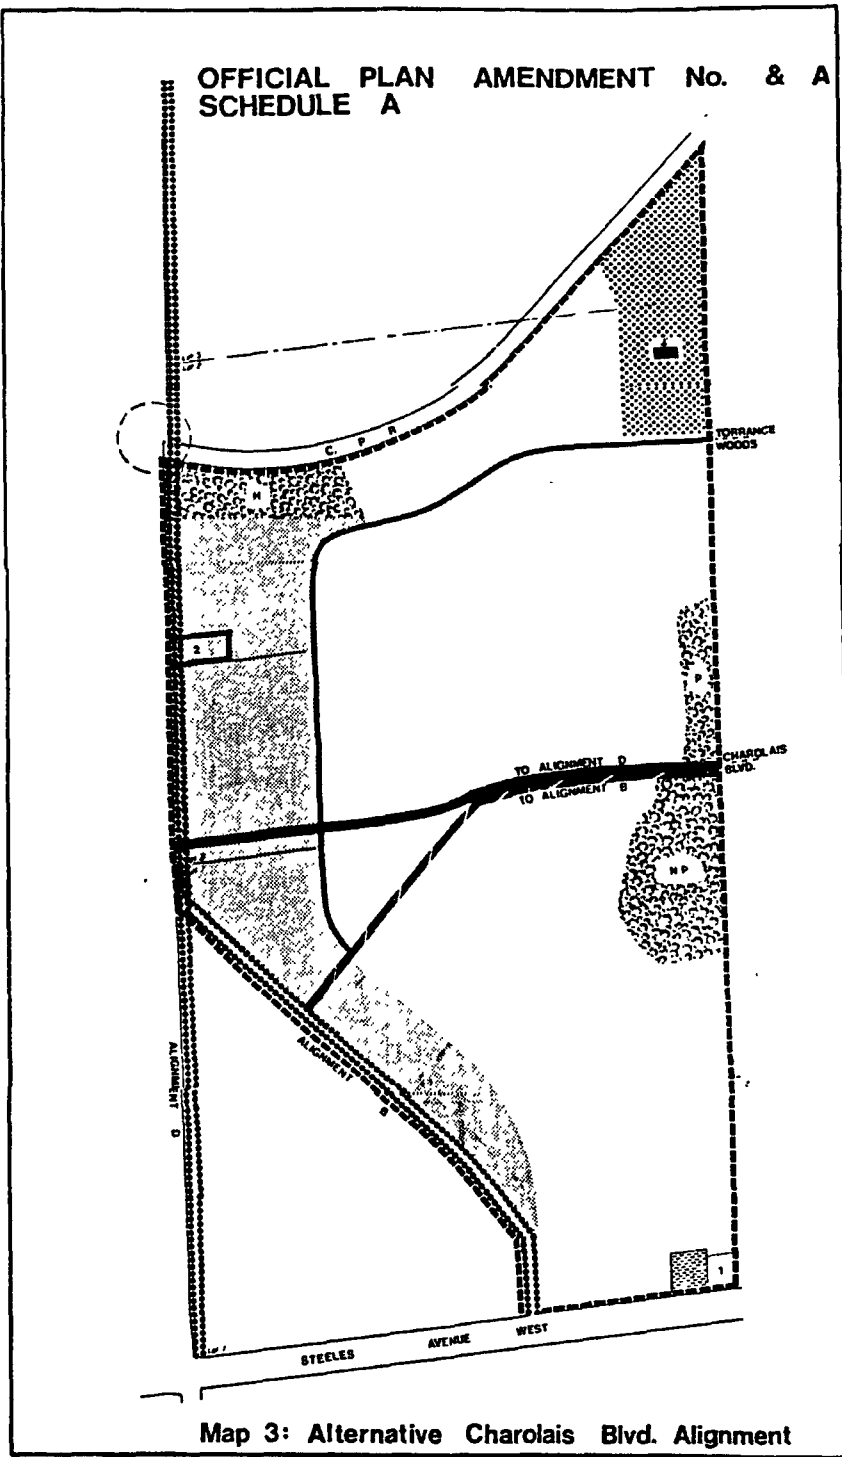 OFFICIAL PLAN AMENDMENT No. & A
SCHEDULE A
4
TORRANCE
WOODS
C. P R
H
2
P
TO ALIGNMENT D
CHAROLAIS
BLVD.
TO ALIGNMENT B
N P
ALIGNMENT D
ALIGNMENT B
1
STEELES AVENUE WEST
Map 3: Alternative Charolais Blvd. Alignment